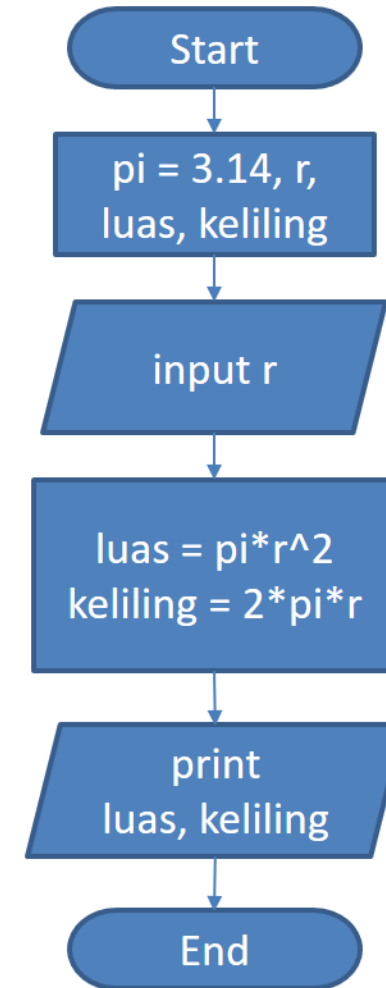 Start
pi = 3.14, r,
luas, keliling
input r
luas = pi*r^2
keliling = 2*pi*r
print
luas, keliling
End